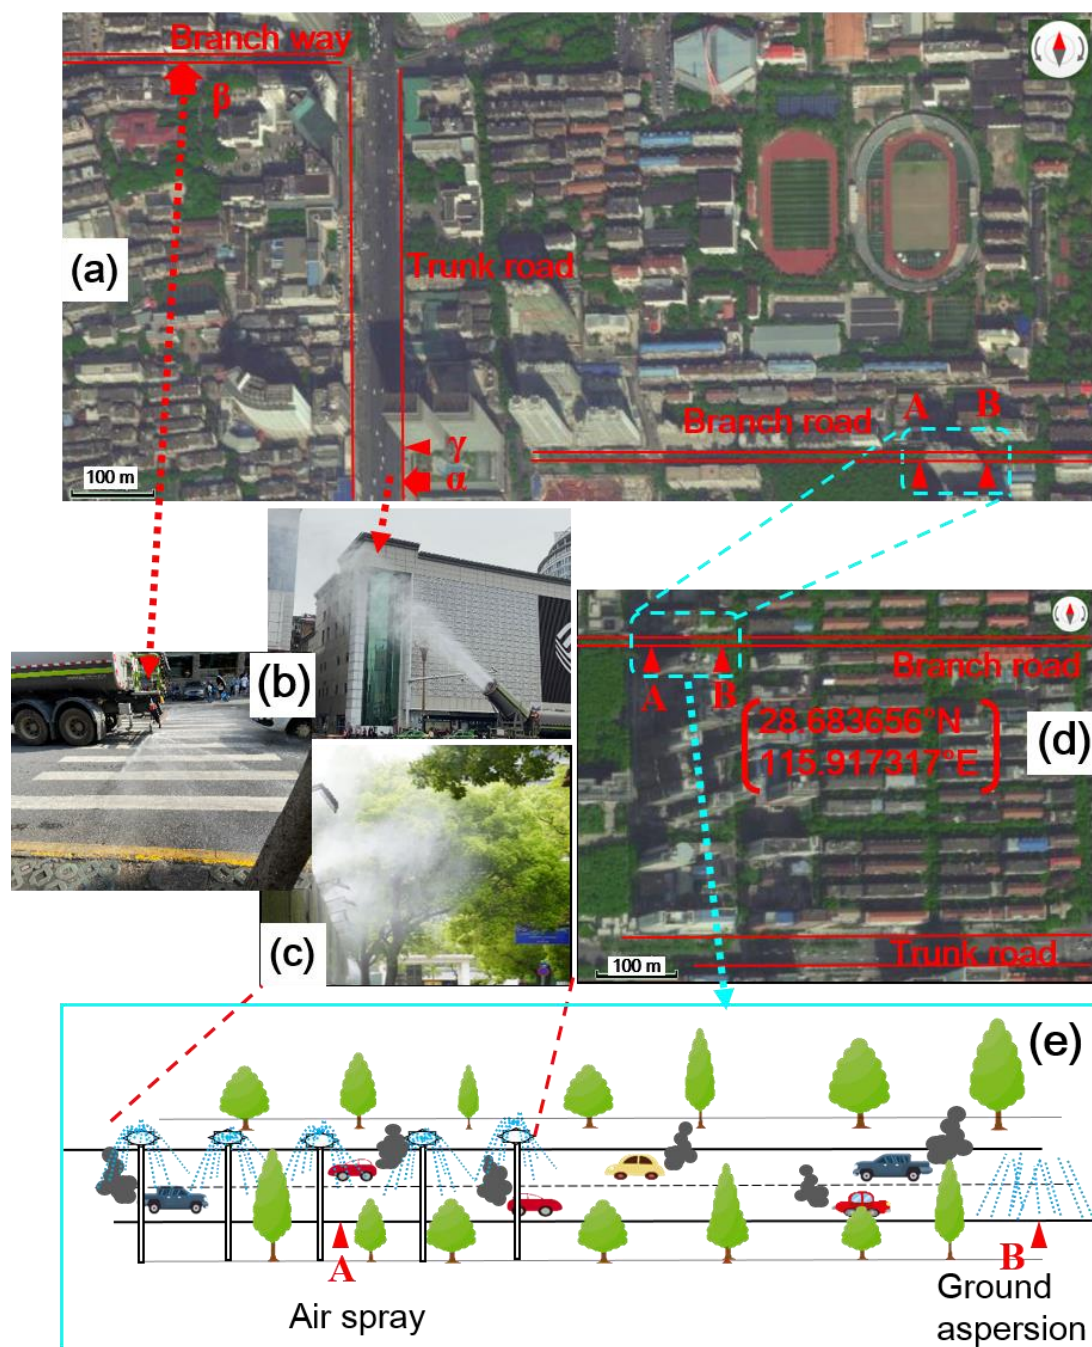 Branch way
β
(a)
Trunk road
Branch road
A
B
γ
α
100 m
(b)
(c)
Branch road
A
B
28.683656°N
115.917317°E
(d)
Trunk road
100 m
(e)
A
B
Air spray
Ground
aspersion